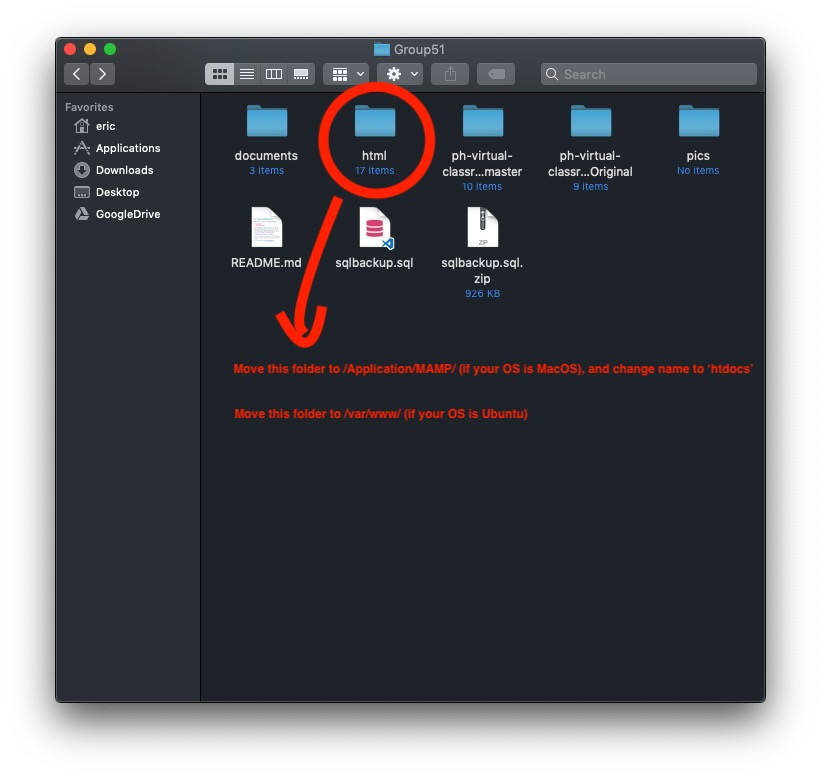 Group51
Search
Favorites
eric
Applications
Downloads
Desktop
GoogleDrive
documents
3 items
html
17 items
ph-virtual-
classr...master
10 items
ph-virtual-
classr...Original
9 items
pics
No items
README.md
sqlbackup.sql
ZIP
sqlbackup.sql.
zip
926 KB
Move this folder to /Application/MAMP/ (if your OS is MacOS), and change name to ‘htdocs’
Move this folder to /var/www/ (if your OS is Ubuntu)